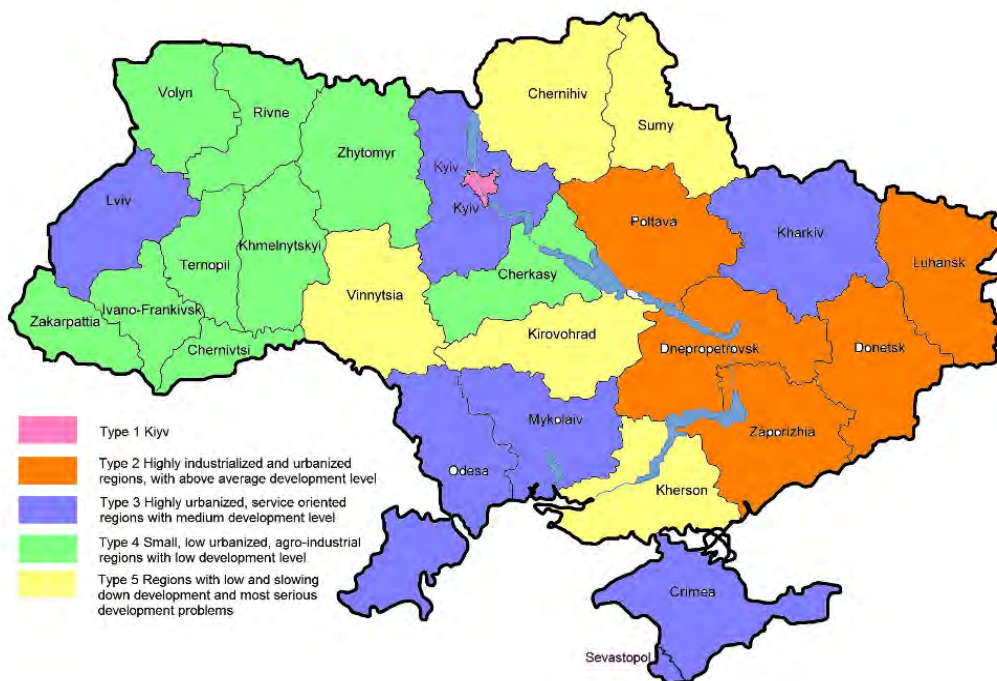 Volyn
Rivne
Chernihiv
Sumy
Zhytomyr
Kyiv
Kyiv
Lviv
Poltava
Kharkiv
Luhansk
Khmelnytskyi
Ternopil
Cherkasy
Vinnytsia
Ivano-Frankivsk
Zakarpattia
Chernivtsi
Kirovohrad
Dnepropetrovsk
Donetsk
Mykolaiv
Zaporizhia
Odesa
Kherson
Crimea
Sevastopol
Type 1 Kiyv
Type 2 Highly industrialized and urbanized
regions, with above average development level
Type 3 Highly urbanized, service oriented
regions with medium development level
Type 4 Small, low urbanized, agro-industrial
regions with low development level
Type 5 Regions with low and slowing
down development and most serious
development problems